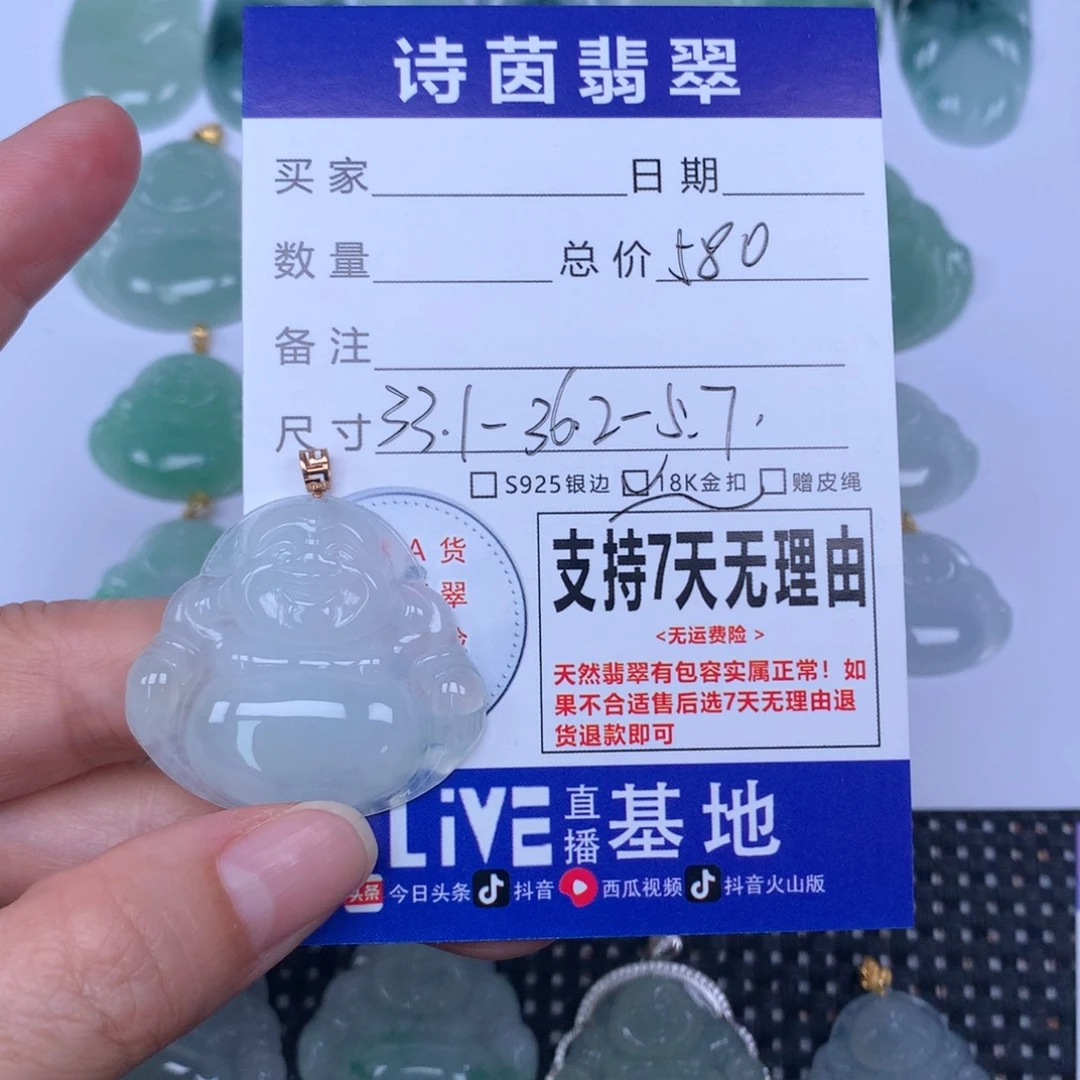 诗茵翡翠
买家 日期
数量 总价 580
备注
尺寸 33.1-36.2-5.7.
S925银边 18K金扣 赠皮绳
A货
翠
支持7天无理由
<无运费险>
天然翡翠有包容实属正常！如
果不合适售后选7天无理由退
货退款即可
LiVE 直播 基地
头条 今日头条 抖音 西瓜视频 抖音火山版